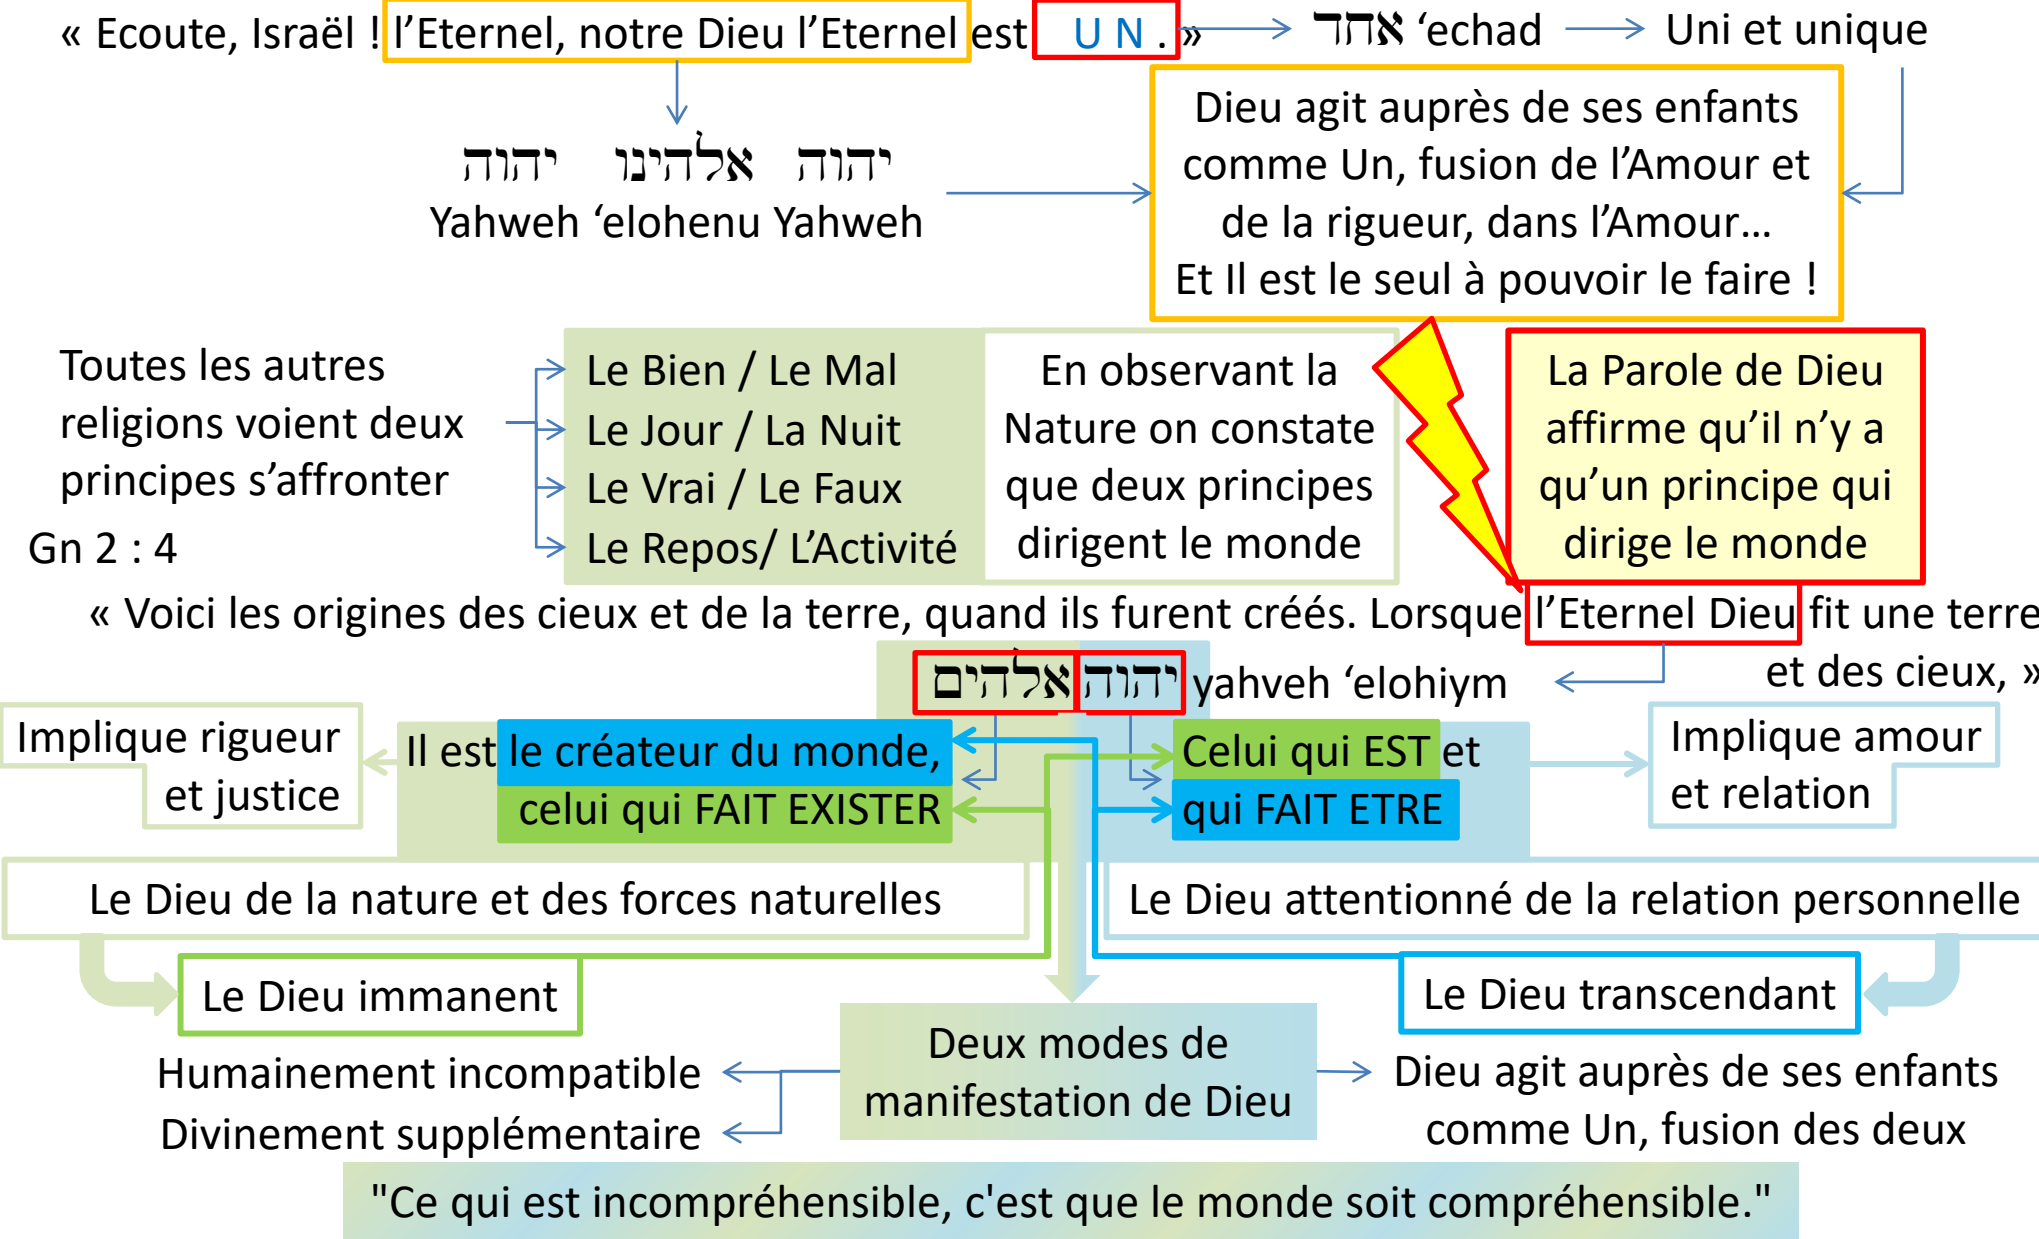 « Ecoute, Israël ! l’Eternel, notre Dieu l’Eternel est U N . » אחד ‘echad Uni et unique
יהוה אלהינו יהוה
Yahweh ‘elohenu Yahweh
Dieu agit auprès de ses enfants
comme Un, fusion de l’Amour et
de la rigueur, dans l’Amour…
Et Il est le seul à pouvoir le faire !
Toutes les autres
religions voient deux
principes s’affronter
Le Bien / Le Mal
Le Jour / La Nuit
Le Vrai / Le Faux
Le Repos/ L’Activité
En observant la
Nature on constate
que deux principes
dirigent le monde
La Parole de Dieu
affirme qu’il n’y a
qu’un principe qui
dirige le monde
Gn 2 : 4
« Voici les origines des cieux et de la terre, quand ils furent créés. Lorsque l’Eternel Dieu fit une terre
et des cieux, »
יהוה אלהים yahveh ‘elohiym
Implique rigueur
et justice
Il est le créateur du monde,
celui qui FAIT EXISTER
Celui qui EST et
qui FAIT ETRE
Implique amour
et relation
Le Dieu de la nature et des forces naturelles
Le Dieu attentionné de la relation personnelle
Le Dieu immanent
Le Dieu transcendant
Deux modes de
manifestation de Dieu
Humainement incompatible
Divinement supplémentaire
Dieu agit auprès de ses enfants
comme Un, fusion des deux
"Ce qui est incompréhensible, c'est que le monde soit compréhensible."